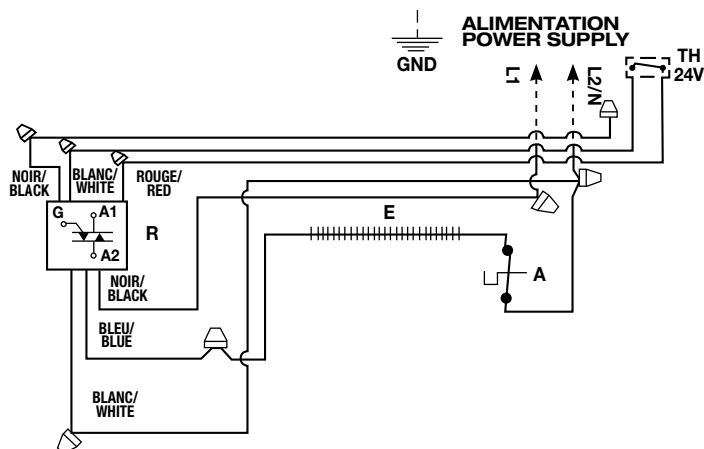 ALIMENTATION
POWER SUPPLY
GND
L1
L2/N
TH
24V
NOIR/
BLACK
BLANC/
WHITE
ROUGE/
RED
G
A1
A2
R
E
A
NOIR/
BLACK
BLEU/
BLUE
BLANC/
WHITE